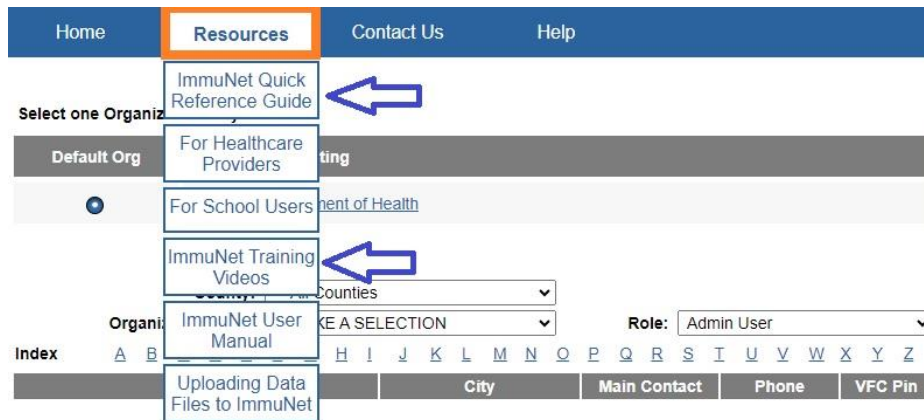 Home Resources Contact Us Help
ImmuNet Quick
Reference Guide
Select one Organiz
For Healthcare
Providers
Default Org ting
For School Users
ment of Health
ImmuNet Training
Videos
Counties
ImmuNet User
Manual
Organi KE A SELECTION Role: Admin User
Index A B H I J K L M N O P Q R S T U V W X Y Z
Uploading Data
Files to ImmuNet
City Main Contact Phone VFC Pin